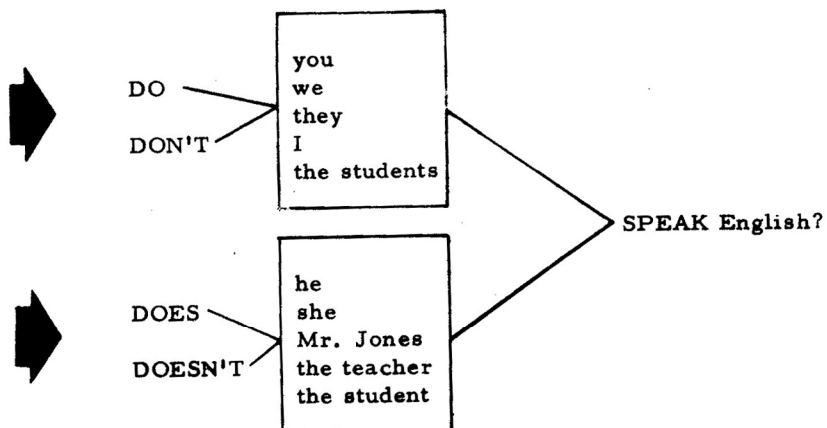 DO
DON'T
you
we
they
I
the students
SPEAK English?
DOES
DOESN'T
he
she
Mr. Jones
the teacher
the student